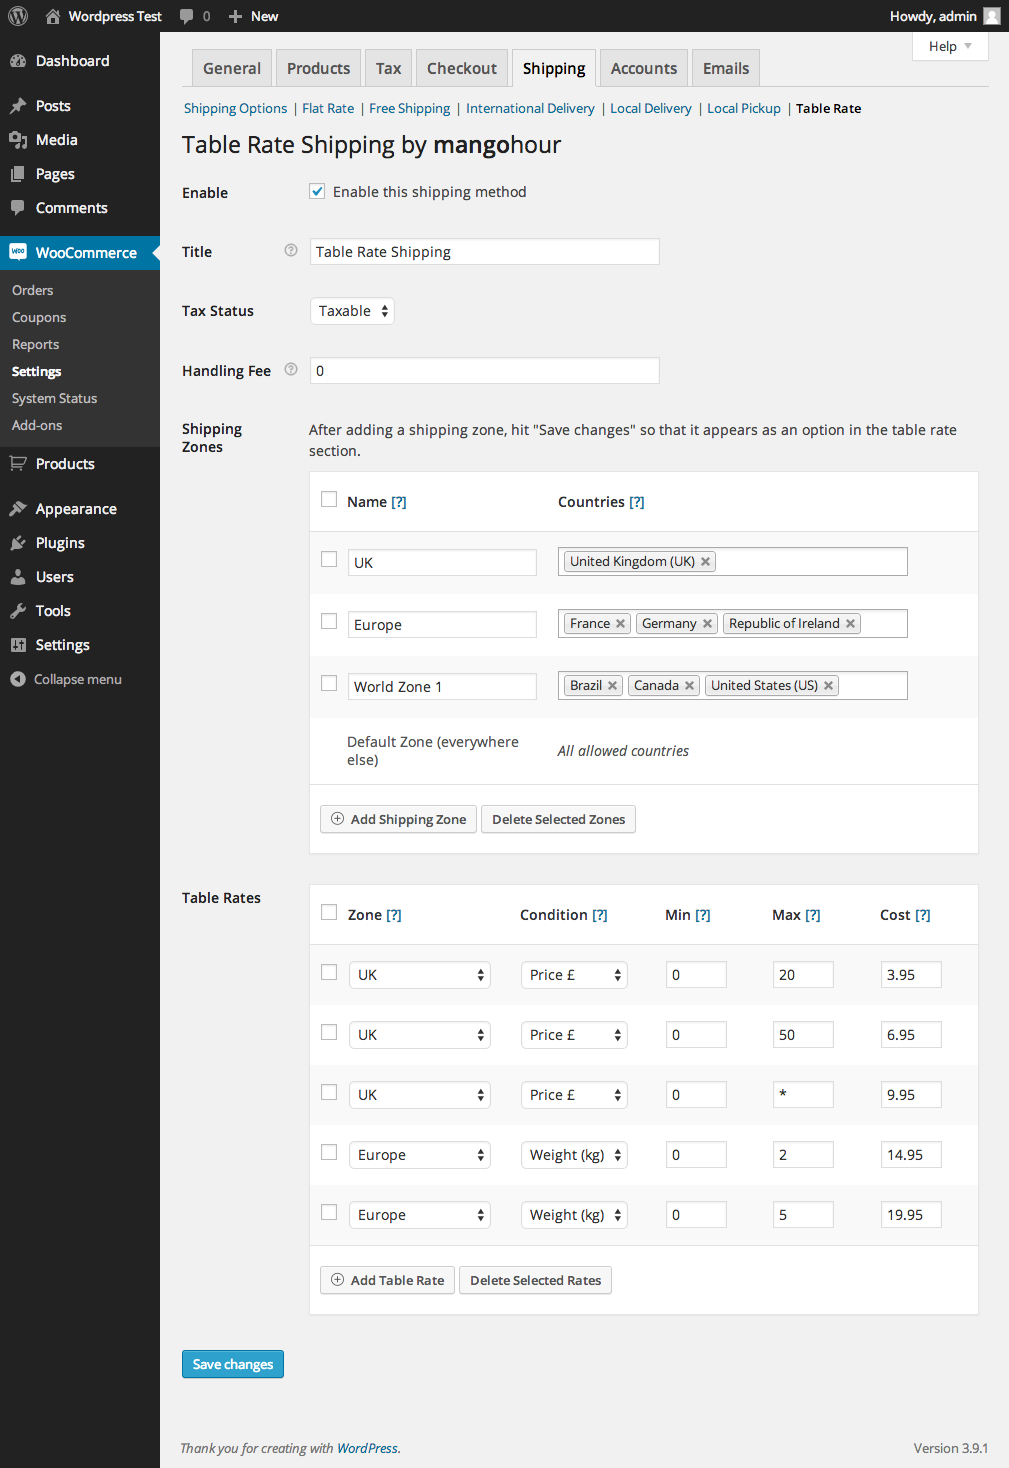 Wordpress Test 0 New Howdy, admin
Help
Dashboard
Posts
Media
Pages
Comments
WooCommerce
Orders
Coupons
Reports
Settings
System Status
Add-ons
Products
Appearance
Plugins
Users
Tools
Settings
Collapse menu
General Products Tax Checkout Shipping Accounts Emails
Shipping Options | Flat Rate | Free Shipping | International Delivery | Local Delivery | Local Pickup | Table Rate
Table Rate Shipping by mangohour
Enable Enable this shipping method
Title ? Table Rate Shipping
Tax Status Taxable
Handling Fee ? 0
Shipping
Zones
After adding a shipping zone, hit "Save changes" so that it appears as an option in the table rate
section.
Name [?] Countries [?]
UK United Kingdom (UK) ×
Europe France × Germany × Republic of Ireland ×
World Zone 1 Brazil × Canada × United States (US) ×
Default Zone (everywhere
else)
All allowed countries
Add Shipping Zone Delete Selected Zones
Table Rates
Zone [?] Condition [?] Min [?] Max [?] Cost [?]
UK Price £ 0 20 3.95
UK Price £ 0 50 6.95
UK Price £ 0 * 9.95
Europe Weight (kg) 0 2 14.95
Europe Weight (kg) 0 5 19.95
Add Table Rate Delete Selected Rates
Save changes
Thank you for creating with WordPress. Version 3.9.1